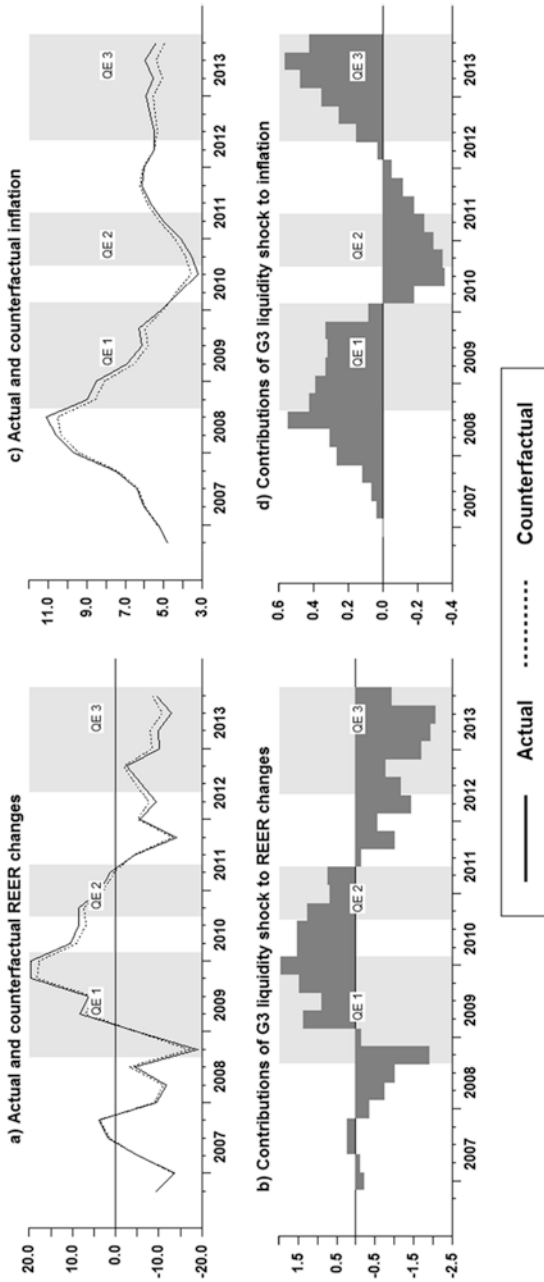 a) Actual and counterfactual REER changes
20.0
10.0
0.0
-10.0
-20.0
QE 1
QE 2
QE 3
2007
2008
2009
2010
2011
2012
2013
c) Actual and counterfactual inflation
11.0
9.0
7.0
5.0
3.0
QE 1
QE 2
QE 3
2007
2008
2009
2010
2011
2012
2013
b) Contributions of G3 liquidity shock to REER changes
1.5
0.5
-0.5
-1.5
-2.5
QE 1
QE 2
QE 3
2007
2008
2009
2010
2011
2012
2013
d) Contributions of G3 liquidity shock to inflation
0.6
0.4
0.2
0.0
-0.2
-0.4
QE 1
QE 2
QE 3
2007
2008
2009
2010
2011
2012
2013
Actual
Counterfactual